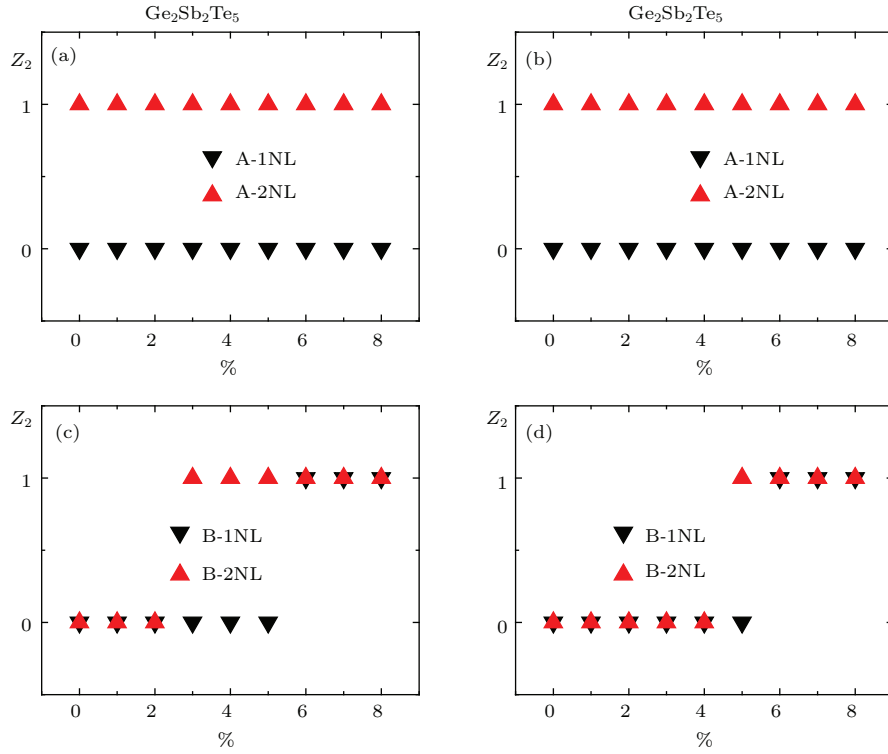 Ge₂Sb₂Te₅
Z₂
(a)
1
A-1NL
A-2NL
0
0 2 4 6 8
%
Ge₂Sb₂Te₅
Z₂
(b)
1
A-1NL
A-2NL
0
0 2 4 6 8
%
Z₂
(c)
1
B-1NL
B-2NL
0
0 2 4 6 8
%
Z₂
(d)
1
B-1NL
B-2NL
0
0 2 4 6 8
%